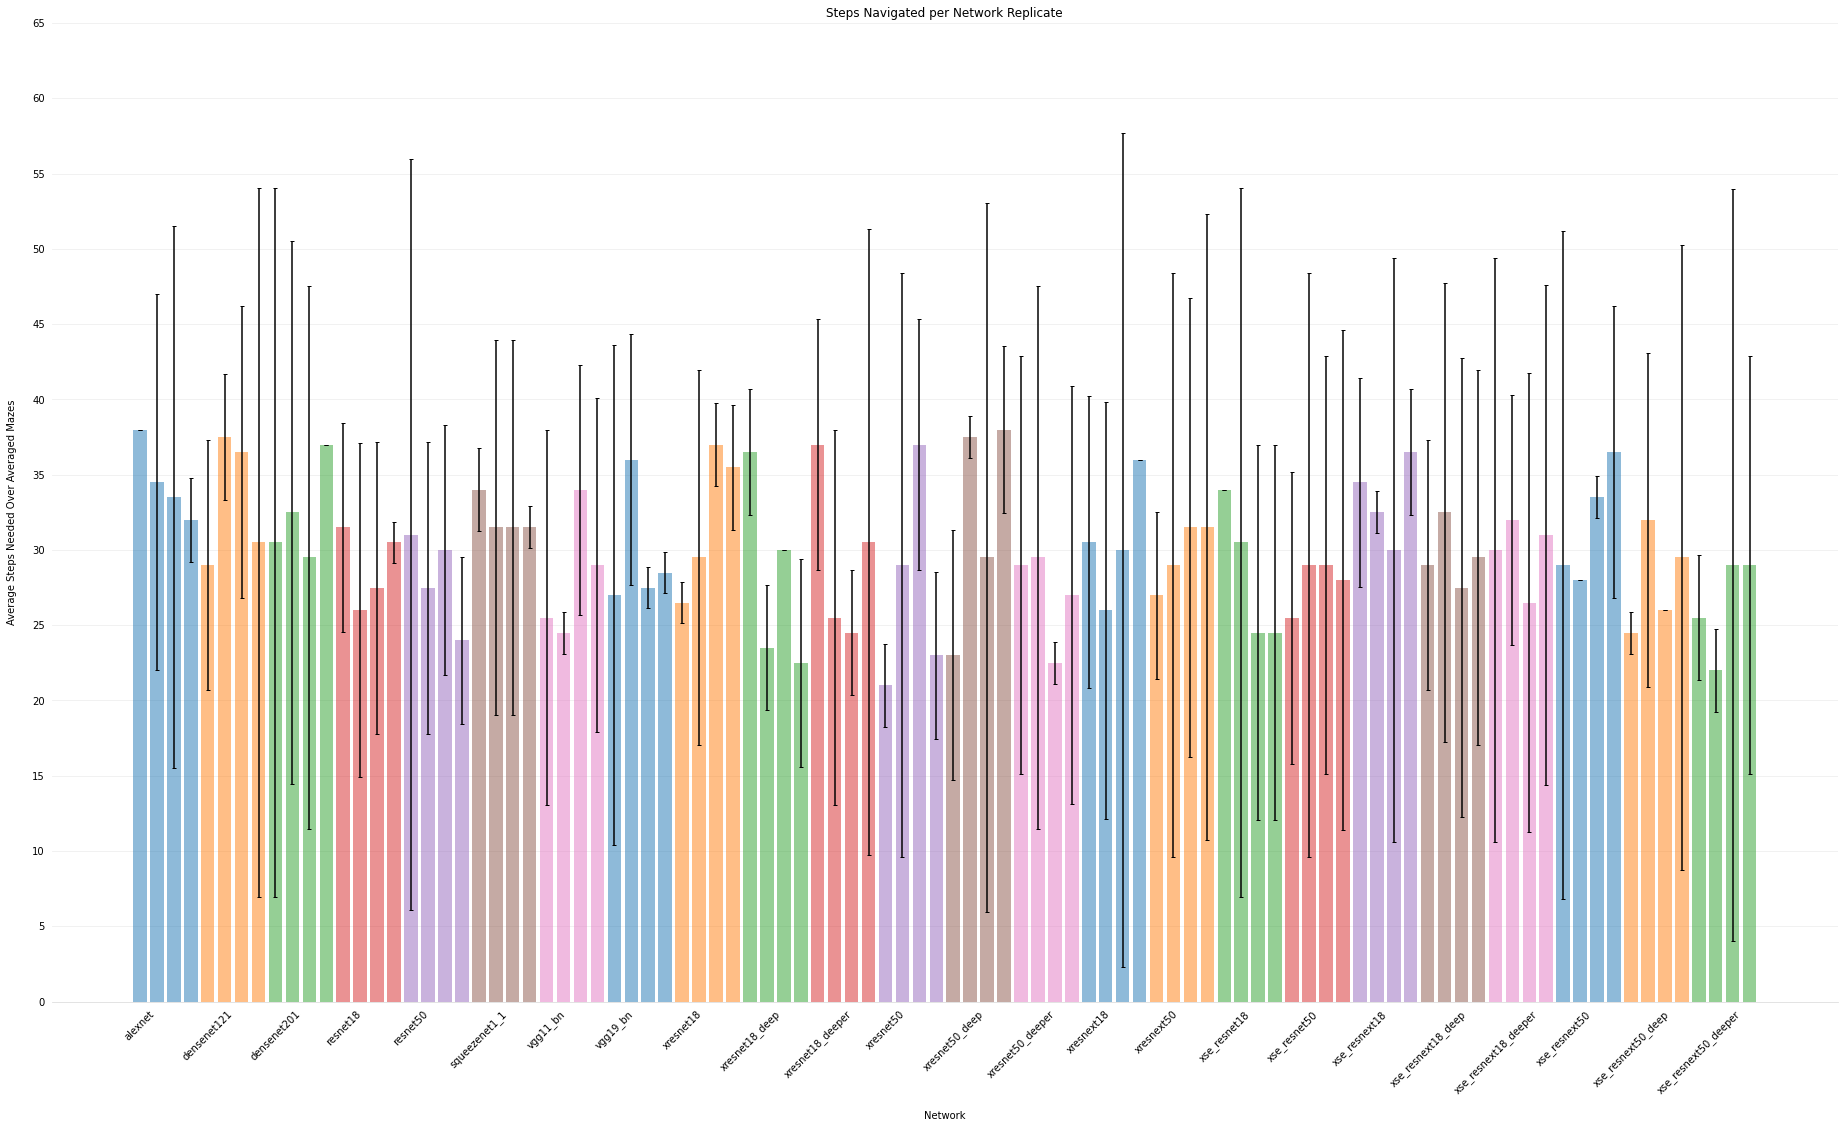 Steps Navigated per Network Replicate
65
60
55
50
45
40
35
30
25
20
15
10
5
0
Average Steps Needed Over Averaged Mazes
alexnet
densenet121
densenet201
resnet18
resnet50
squeezenet1_1
vgg11_bn
vgg19_bn
xresnet18
xresnet18_deep
xresnet18_deeper
xresnet50
xresnet50_deep
xresnet50_deeper
xresnext18
xresnext50
xse_resnet18
xse_resnet50
xse_resnext18
xse_resnext18_deep
xse_resnext18_deeper
xse_resnext50
xse_resnext50_deep
xse_resnext50_deeper
Network